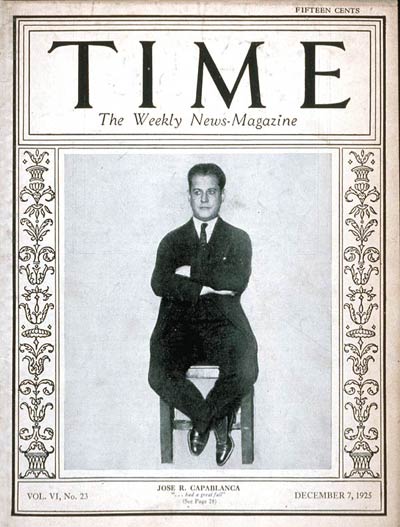 FIFTEEN CENTS
TIME
The Weekly News-Magazine
JOSE R. CAPABLANCA
". . . had a great fall"
(See Page 28)
VOL. VI, No. 23
DECEMBER 7, 1925